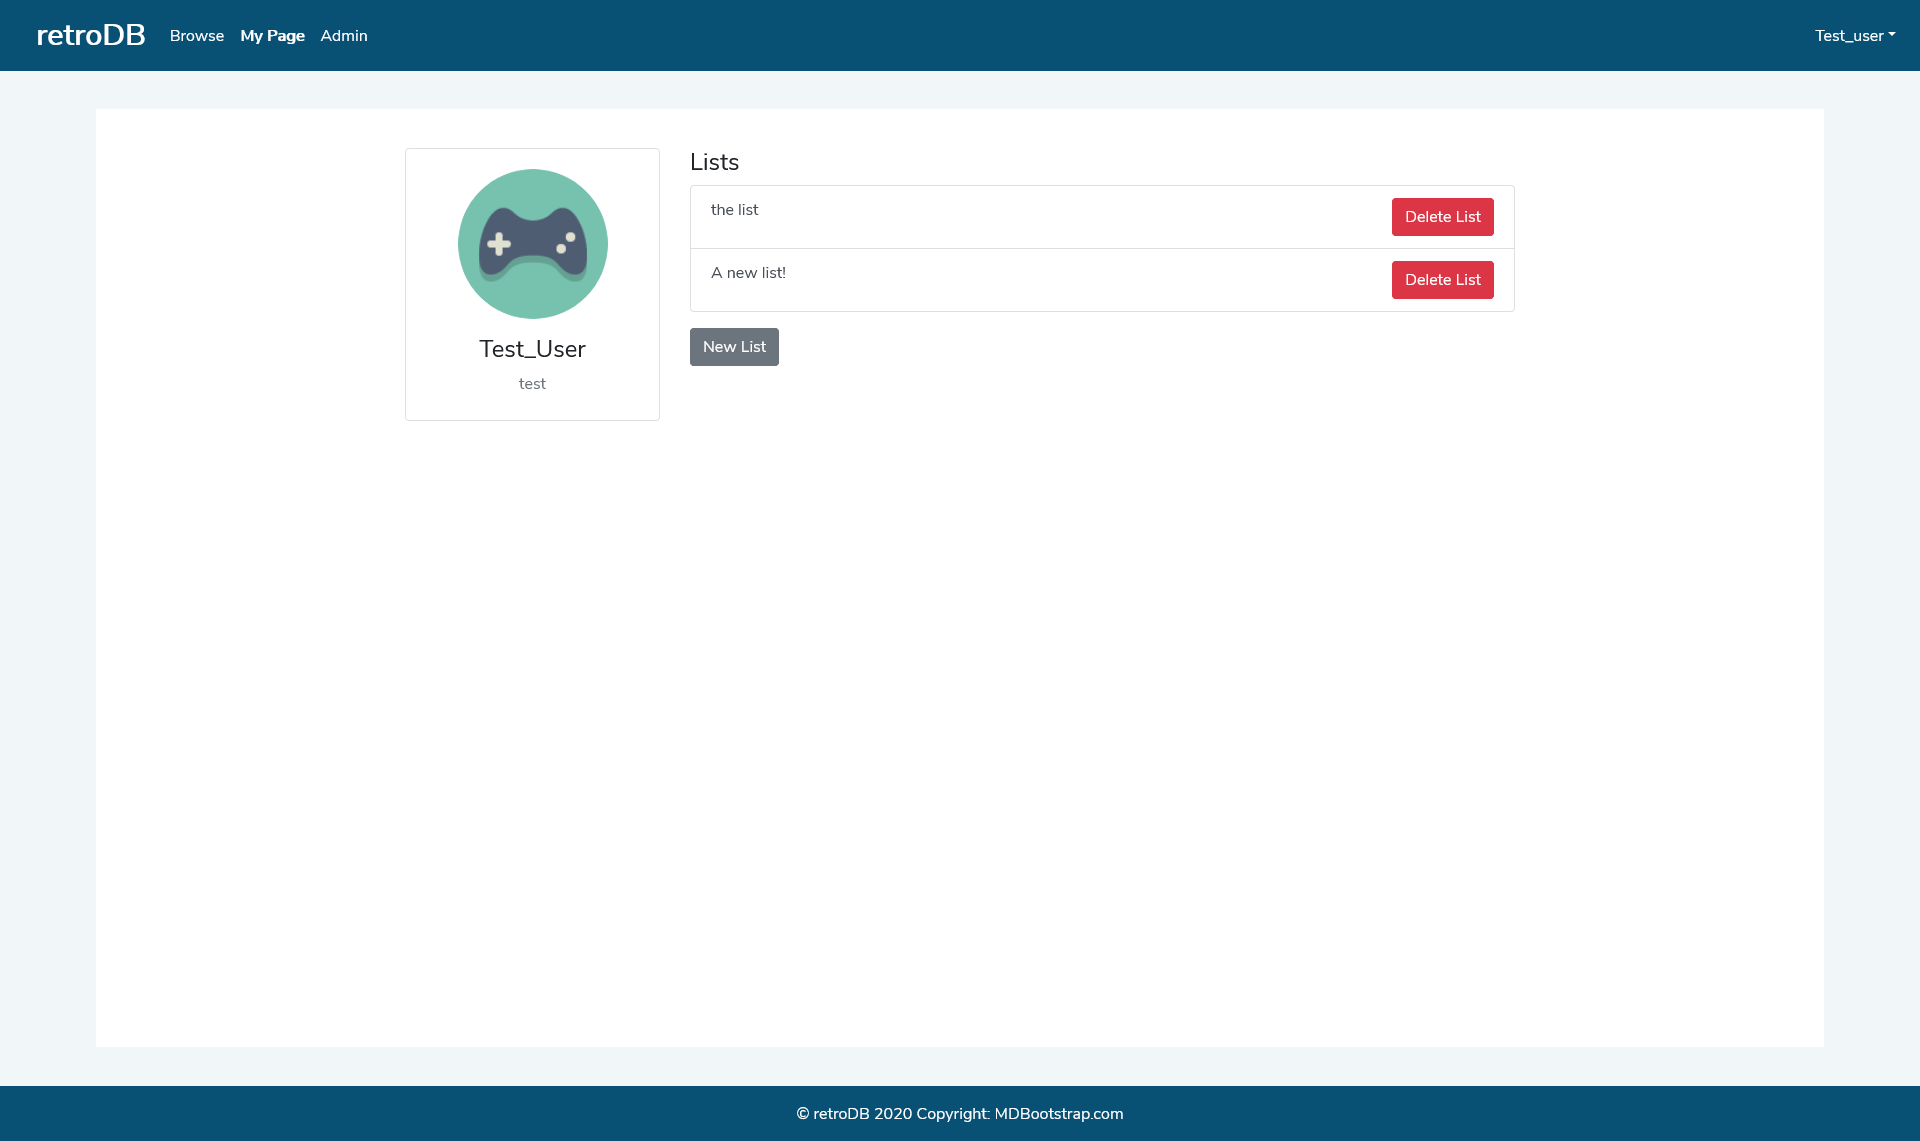 retroDB Browse My Page Admin Test_user
Test_User
test
Lists
the list Delete List
A new list! Delete List
New List
© retroDB 2020 Copyright: MDBootstrap.com